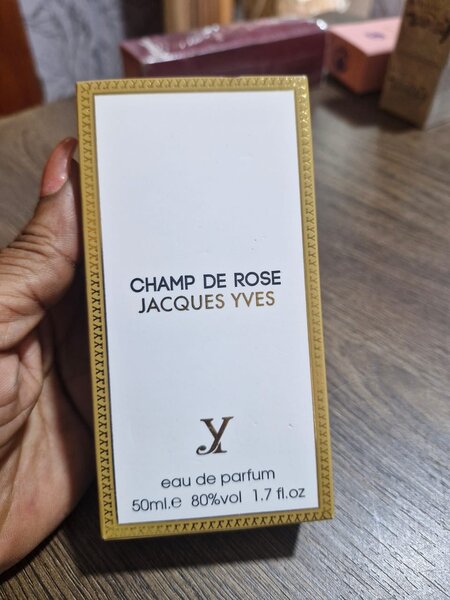 CHAMP DE ROSE
JACQUES YVES
JY
eau de parfum
50ml.e 80%vol 1.7 fl.oz